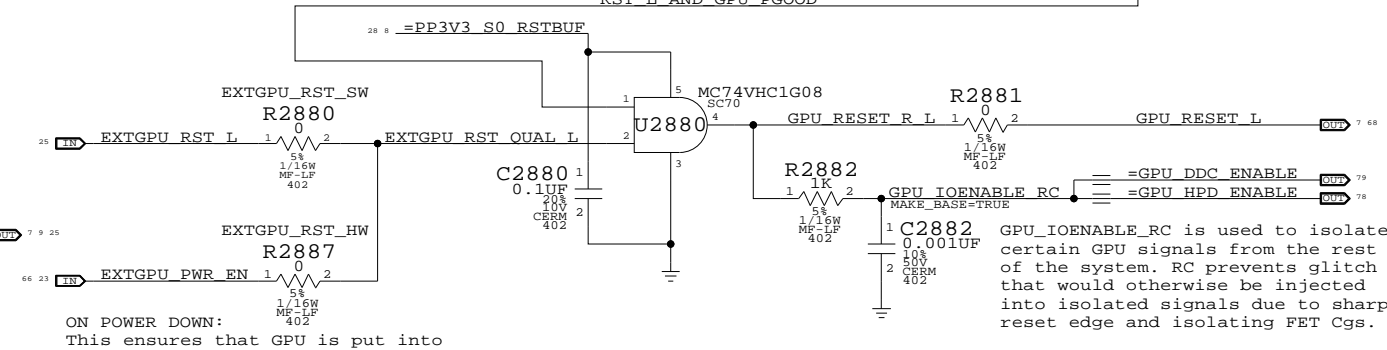 RST_L_AND_GPU_PGOOD
28 8 =PP3V3_S0_RSTBUF
EXTGPU_RST_SW
R2880
0
25 IN EXTGPU_RST_L 1 2
5%
1/16W
MF-LF
402
EXTGPU_RST_QUAL_L
5 MC74VHC1G08
SC70
1
U2880 4
2
3
C2880 1
0.1UF
20%
10V
CERM 2
402
GPU_RESET_R_L
R2881
0
1 2
5%
1/16W
MF-LF
402
GPU_RESET_L OUT 7 68
R2882
1K
1 2
5%
1/16W
MF-LF
402
GPU_IOENABLE_RC
MAKE_BASE=TRUE
=GPU_DDC_ENABLE OUT 79
=GPU_HPD_ENABLE OUT 78
1 C2882
0.001UF
10%
50V
2 CERM
402
GPU_IOENABLE_RC is used to isolate
certain GPU signals from the rest
of the system. RC prevents glitch
that would otherwise be injected
into isolated signals due to sharp
reset edge and isolating FET Cgs.
OUT 7 9 25
EXTGPU_RST_HW
R2887
0
66 23 IN EXTGPU_PWR_EN 1 2
5%
1/16W
MF-LF
402
ON POWER DOWN:
This ensures that GPU is put into